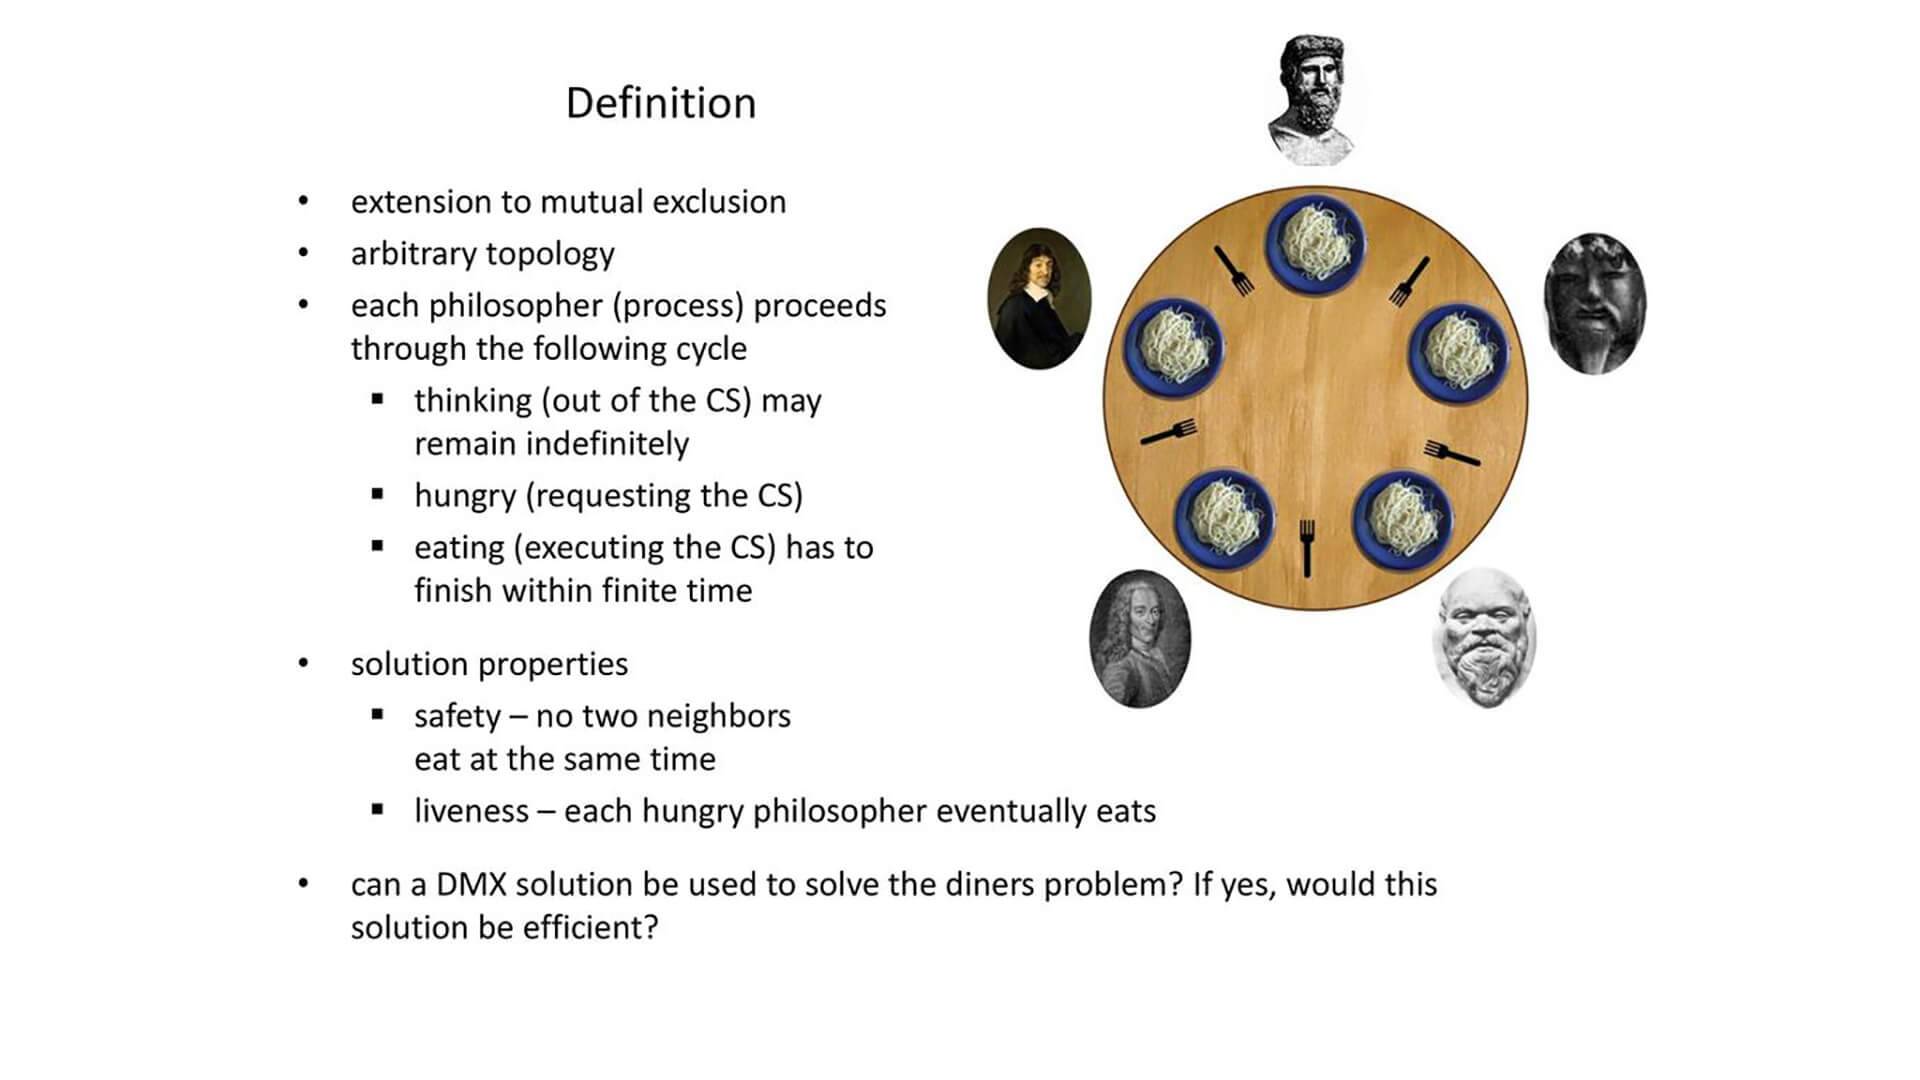 Definition
• extension to mutual exclusion
• arbitrary topology
• each philosopher (process) proceeds
through the following cycle
▪ thinking (out of the CS) may
remain indefinitely
▪ hungry (requesting the CS)
▪ eating (executing the CS) has to
finish within finite time
• solution properties
▪ safety – no two neighbors
eat at the same time
▪ liveness – each hungry philosopher eventually eats
• can a DMX solution be used to solve the diners problem? If yes, would this
solution be efficient?